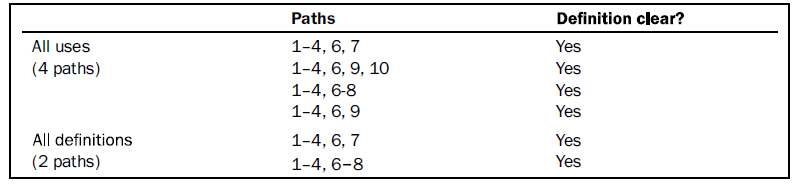 Paths Definition clear?
All uses 1–4, 6, 7 Yes
(4 paths) 1–4, 6, 9, 10 Yes
1–4, 6-8 Yes
1–4, 6, 9 Yes
All definitions 1–4, 6, 7 Yes
(2 paths) 1–4, 6–8 Yes